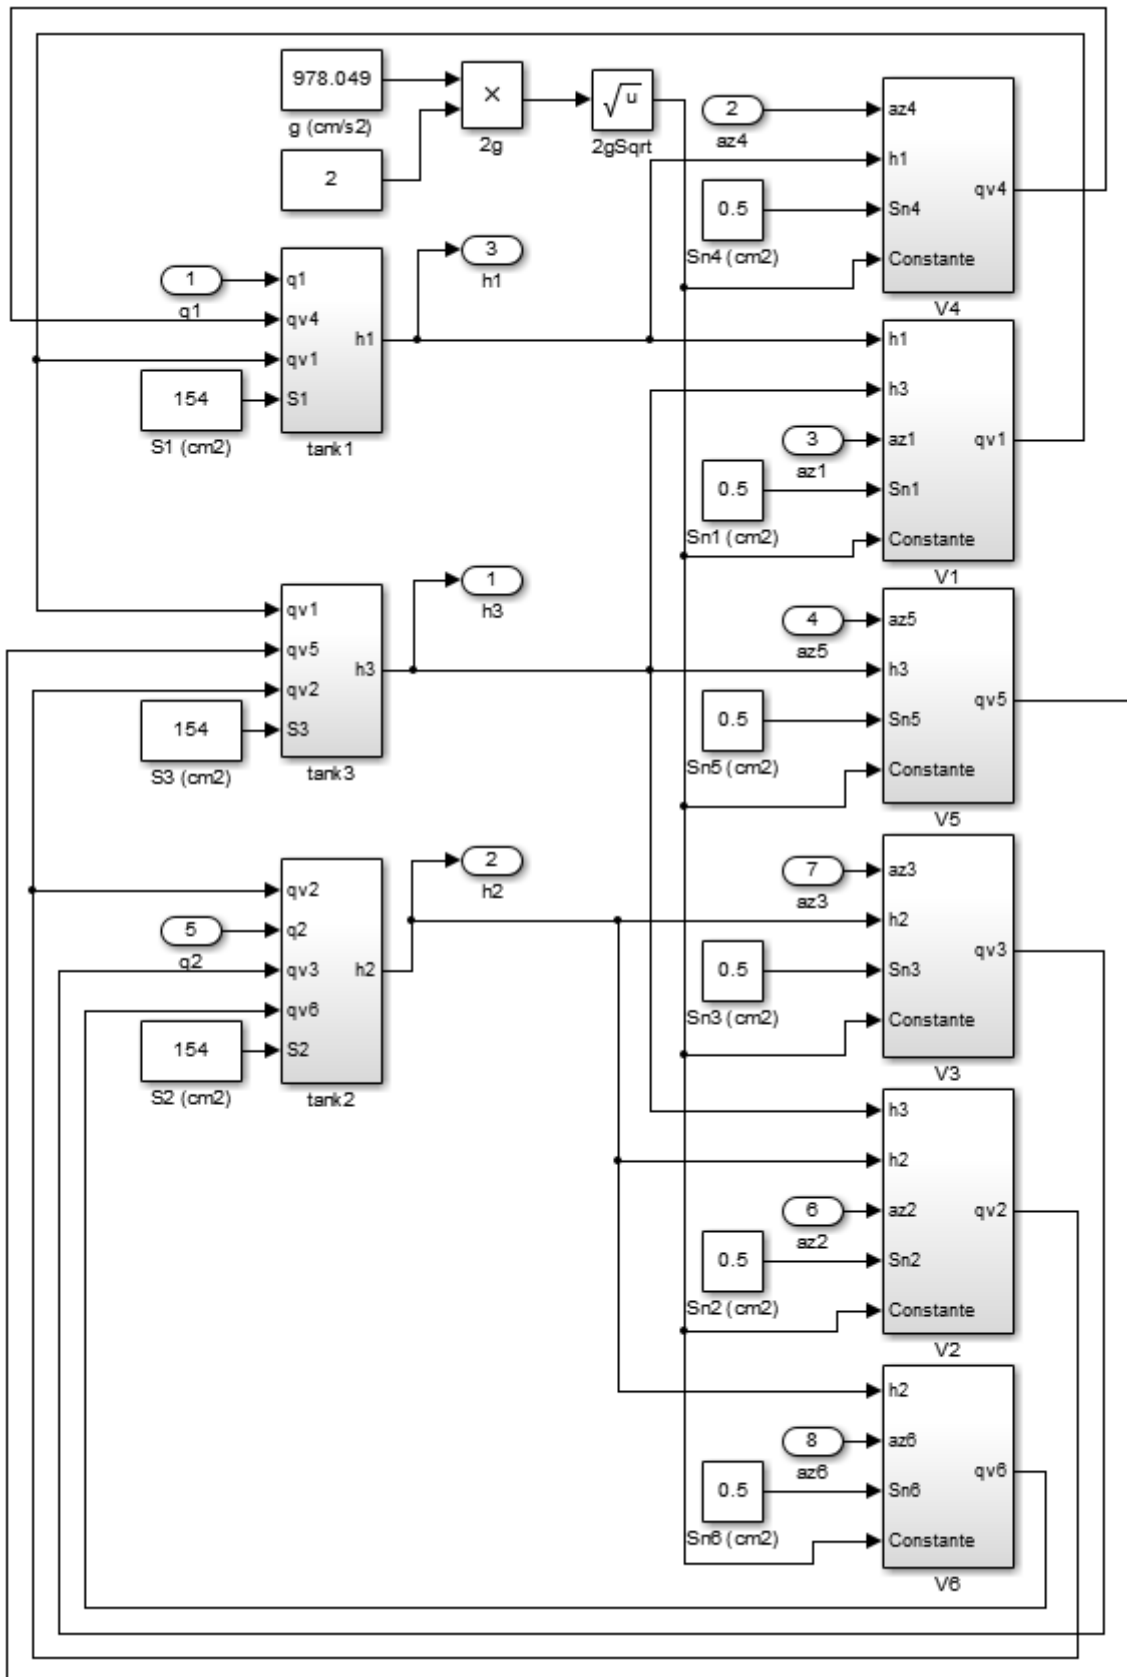 978.049
g (cm/s2)
2
×
2g
√u
2gSqrt
2
az4
0.5
Sn4 (cm2)
az4
h1
Sn4
Constante
qv4
V4
1
q1
154
S1 (cm2)
q1
qv4
qv1
S1
h1
tank1
3
h1
3
az1
0.5
Sn1 (cm2)
h1
h3
az1
Sn1
Constante
qv1
V1
154
S3 (cm2)
qv1
qv5
qv2
S3
h3
tank3
1
h3
4
az5
0.5
Sn5 (cm2)
az5
h3
Sn5
Constante
qv5
V5
5
q2
154
S2 (cm2)
qv2
q2
qv3
qv6
S2
h2
tank2
2
h2
7
az3
0.5
Sn3 (cm2)
az3
h2
Sn3
Constante
qv3
V3
6
az2
0.5
Sn2 (cm2)
h3
h2
az2
Sn2
Constante
qv2
V2
8
az6
0.5
Sn6 (cm2)
h2
az6
Sn6
Constante
qv6
V6